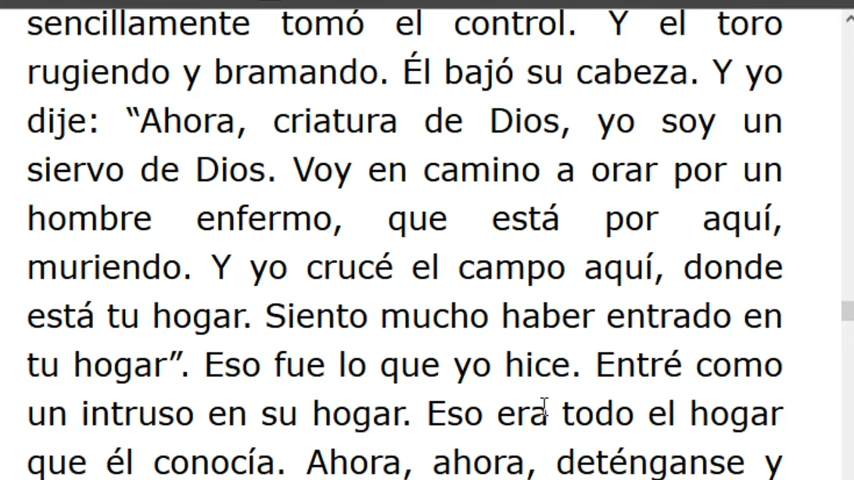 sencillamente tomó el control. Y el toro
rugiendo y bramando. Él bajó su cabeza. Y yo
dije: “Ahora, criatura de Dios, yo soy un
siervo de Dios. Voy en camino a orar por un
hombre enfermo, que está por aquí,
muriendo. Y yo crucé el campo aquí, donde
está tu hogar. Siento mucho haber entrado en
tu hogar”. Eso fue lo que yo hice. Entré como
un intruso en su hogar. Eso era todo el hogar
que él conocía. Ahora, ahora, deténganse y